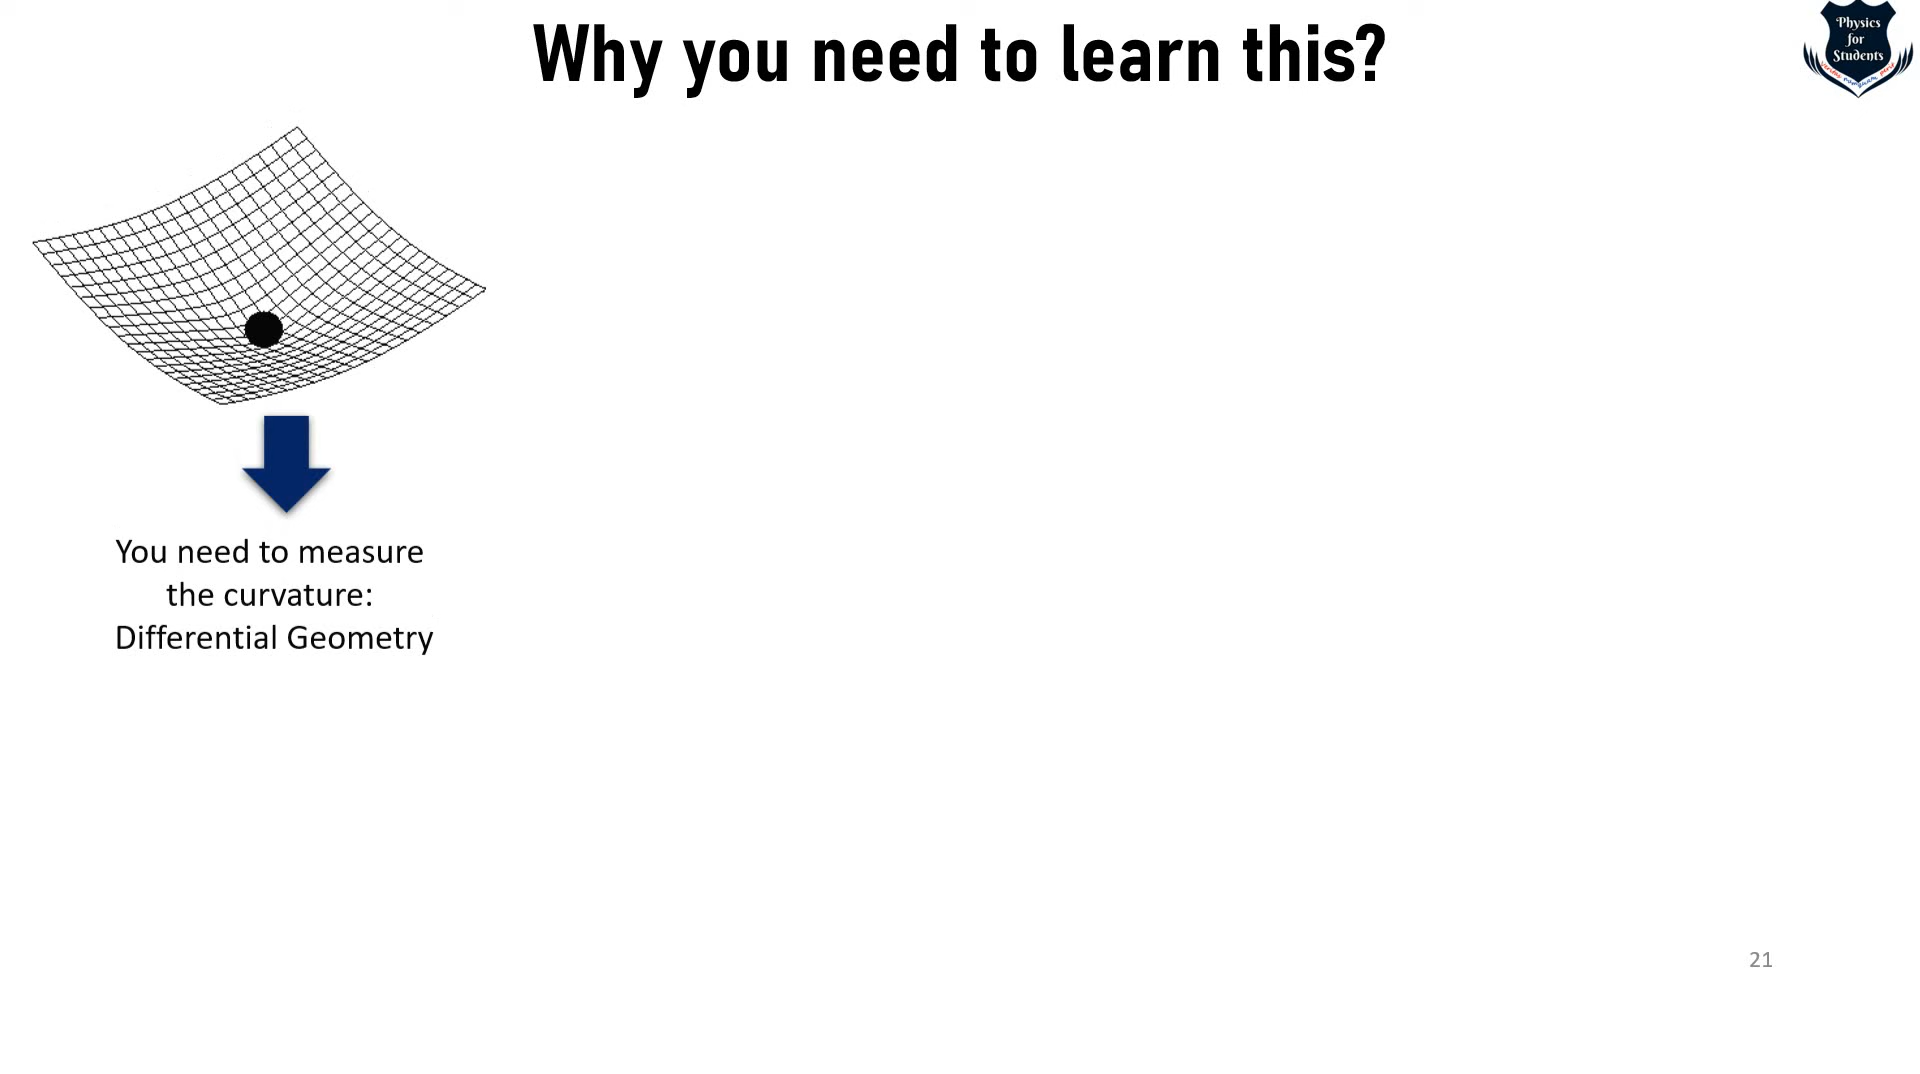 Why you need to learn this?
Physics
for
Students
You need to measure
the curvature:
Differential Geometry
21